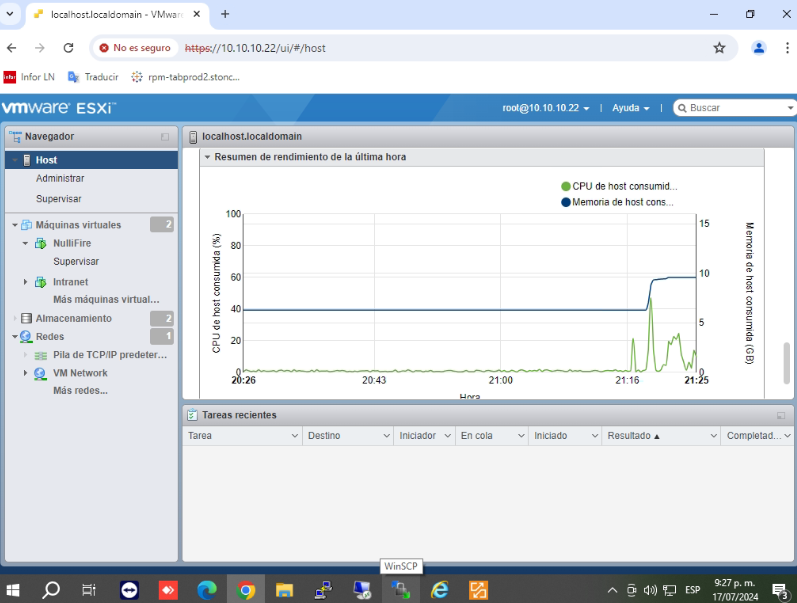 localhost.localdomain - VMwar
No es seguro https://10.10.10.22/ui/#/host
Infor LN Traducir rpm-tabprod2.stonc...
vmware ESXi™ root@10.10.10.22 | Ayuda | Buscar
Navegador
Host
Administrar
Supervisar
Máquinas virtuales 2
NulliFire
Supervisar
Intranet
Más máquinas virtual...
Almacenamiento 2
Redes 1
Pila de TCP/IP predeter...
VM Network
Más redes...
localhost.localdomain
Resumen de rendimiento de la última hora
CPU de host consumid...
Memoria de host cons...
CPU de host consumida (%)
100
80
60
40
20
0
15
10
5
0
Memoria de host consumida (GB)
20:26 20:43 21:00 21:16 21:25
Hora
Tareas recientes
Tarea Destino Iniciador En cola Iniciado Resultado ▲ Completad...
WinSCP
ESP
9:27 p. m.
17/07/2024
3